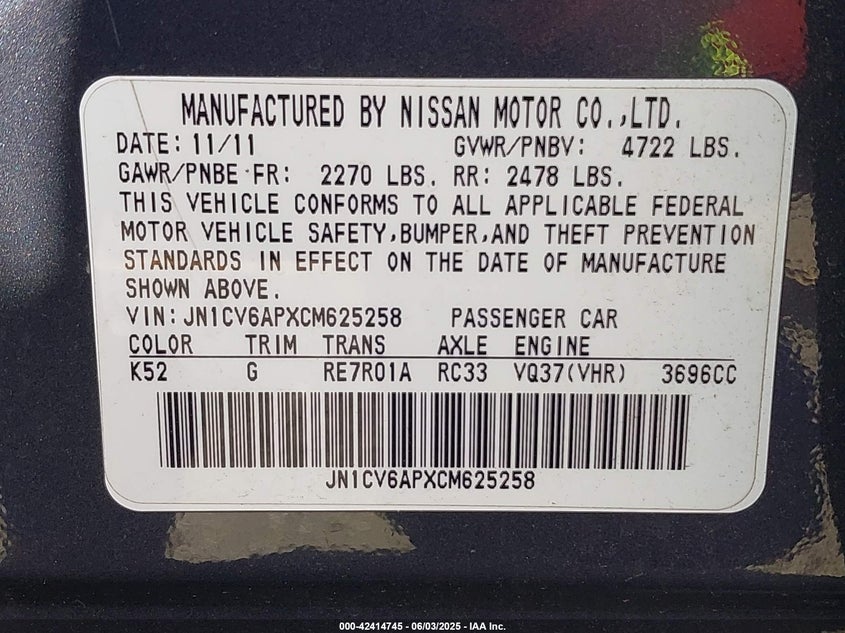 MANUFACTURED BY NISSAN MOTOR CO.,LTD.
DATE: 11/11 GVWR/PNBV: 4722 LBS.
GAWR/PNBE FR: 2270 LBS. RR: 2478 LBS.
THIS VEHICLE CONFORMS TO ALL APPLICABLE FEDERAL
MOTOR VEHICLE SAFETY,BUMPER,AND THEFT PREVENTION
STANDARDS IN EFFECT ON THE DATE OF MANUFACTURE
SHOWN ABOVE.
VIN: JN1CV6APXCM625258 PASSENGER CAR
COLOR TRIM TRANS AXLE ENGINE
K52 G RE7R01A RC33 VQ37(VHR) 3696CC
JN1CV6APXCM625258
000-42414745 - 06/03/2025 - IAA Inc.